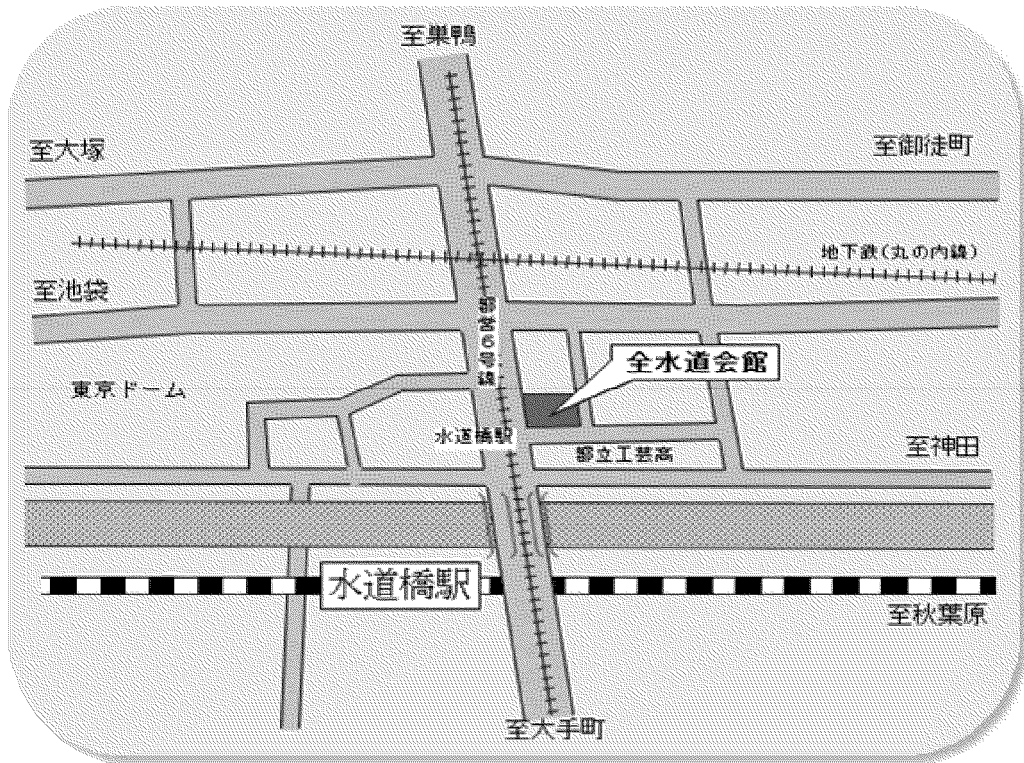 至巣鴨
至大塚
至御徒町
地下鉄(丸の内線)
至池袋
都営6号線
全水道会館
東京ドーム
水道橋駅
都立工芸高
至神田
水道橋駅
至秋葉原
至大手町